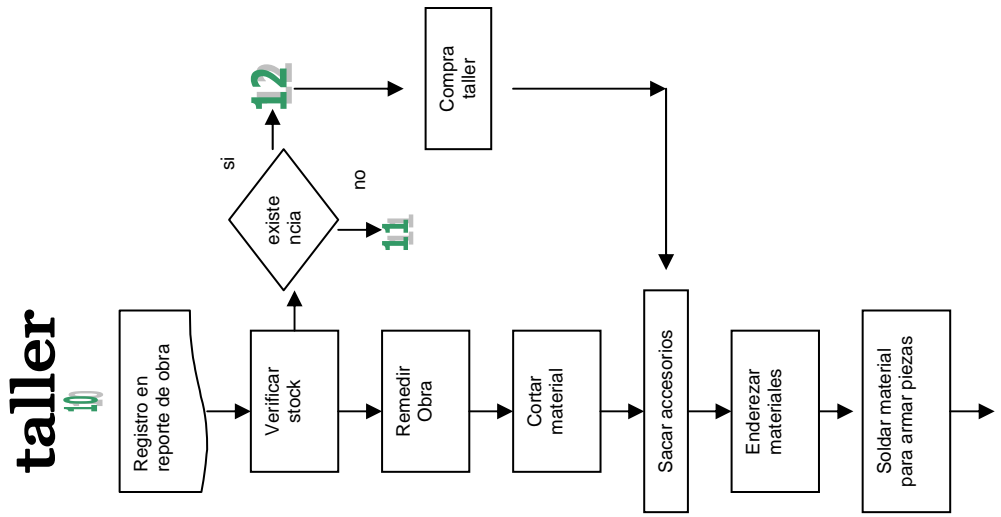 taller
10
Registro en
reporte de obra
Verificar
stock
existe
ncia
si
12
no
11
Compra
taller
Remedir
Obra
Cortar
material
Sacar accesorios
Enderezar
materiales
Soldar material
para armar piezas